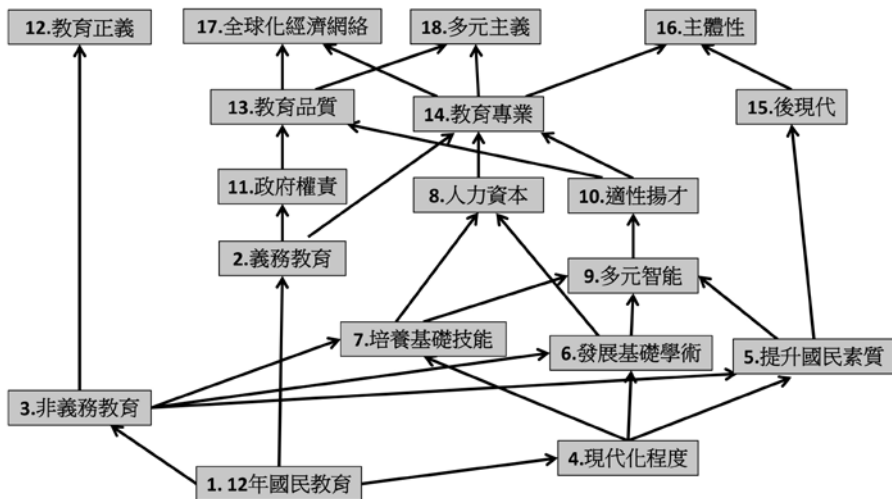 12.教育正義
17.全球化經濟網絡
18.多元主義
16.主體性
13.教育品質
14.教育專業
15.後現代
11.政府權責
8.人力資本
10.適性揚才
2.義務教育
9.多元智能
7.培養基礎技能
6.發展基礎學術
5.提升國民素質
3.非義務教育
4.現代化程度
1. 12年國民教育